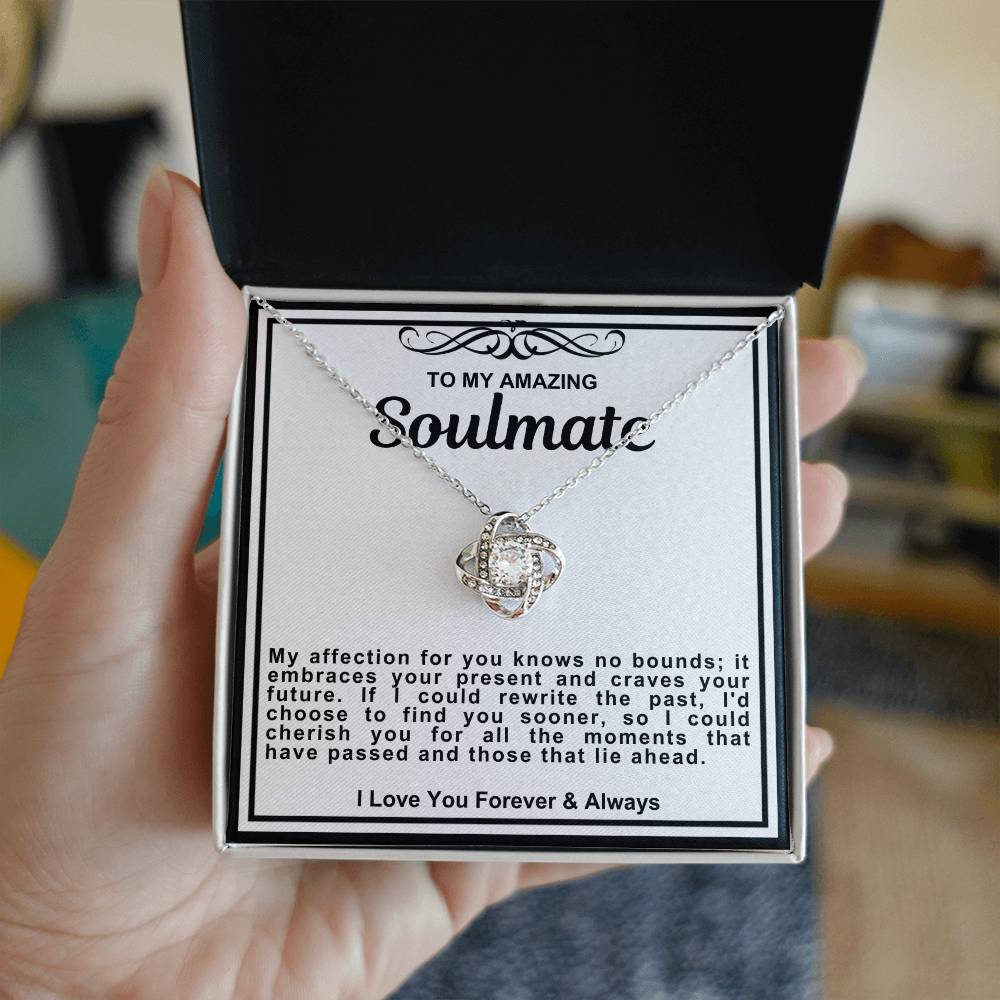 TO MY AMAZING
Soulmate
My affection for you knows no bounds; it
embraces your present and craves your
future. If I could rewrite the past, I'd
choose to find you sooner, so I could
cherish you for all the moments that
have passed and those that lie ahead.
I Love You Forever & Always